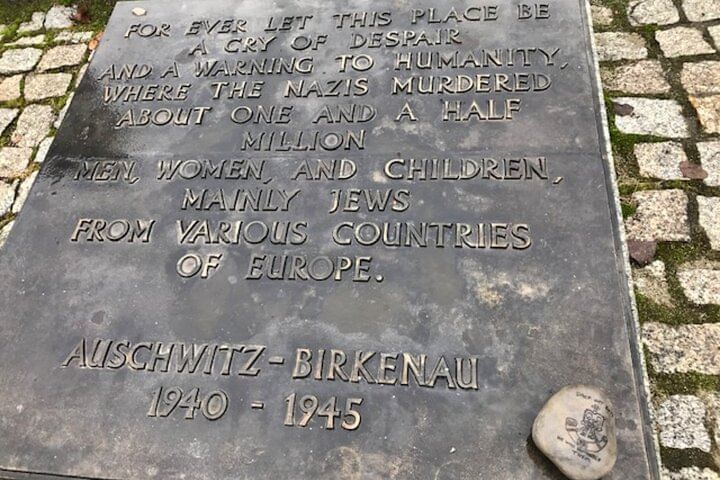 FOR EVER LET THIS PLACE BE
A CRY OF DESPAIR
AND A WARNING TO HUMANITY,
WHERE THE NAZIS MURDERED
ABOUT ONE AND A HALF
MILLION
MEN, WOMEN, AND CHILDREN,
MAINLY JEWS
FROM VARIOUS COUNTRIES
OF EUROPE.
AUSCHWITZ - BIRKENAU
1940 - 1945